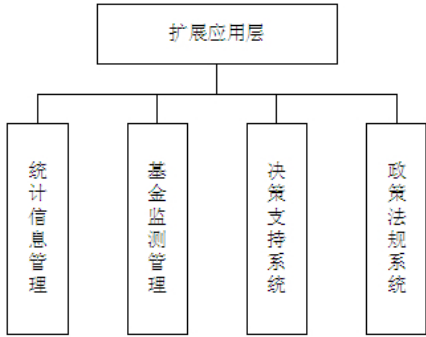 扩展应用层
统计信息管理
基金监测管理
决策支持系统
政策法规系统